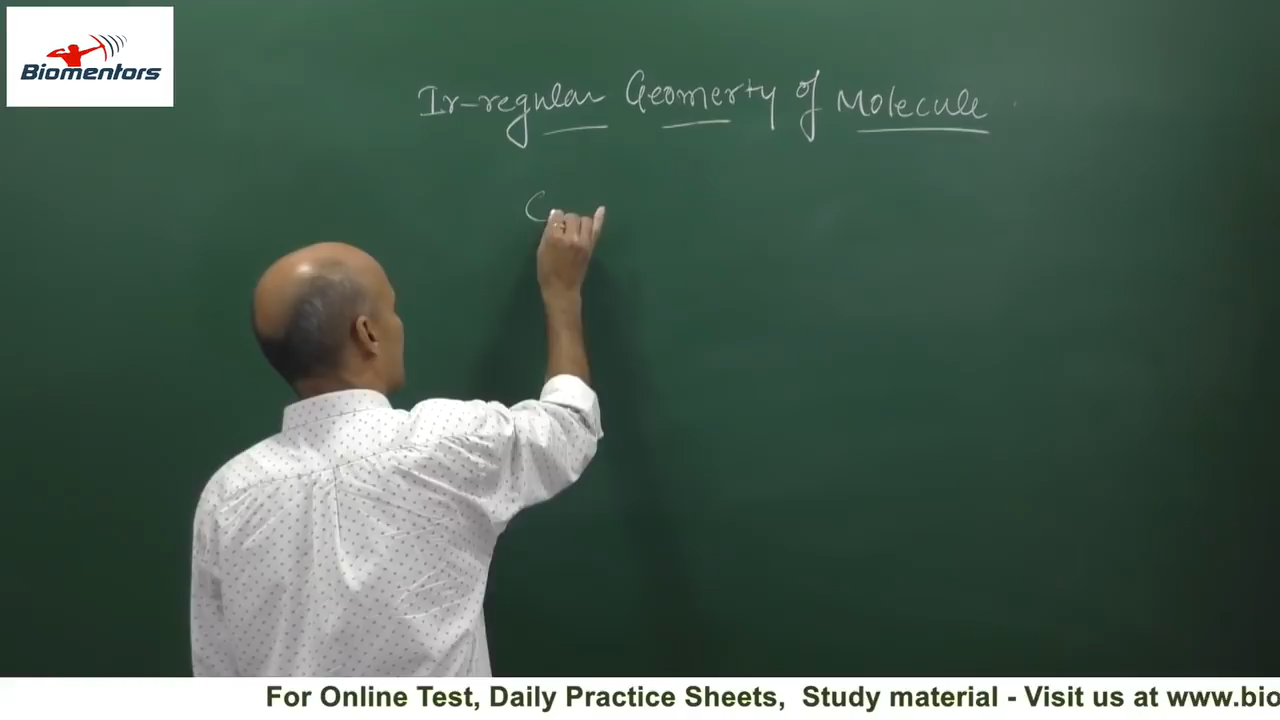 Biomentors
Ir-regular Geomerty of Molecule
C
For Online Test, Daily Practice Sheets, Study material - Visit us at www.bio